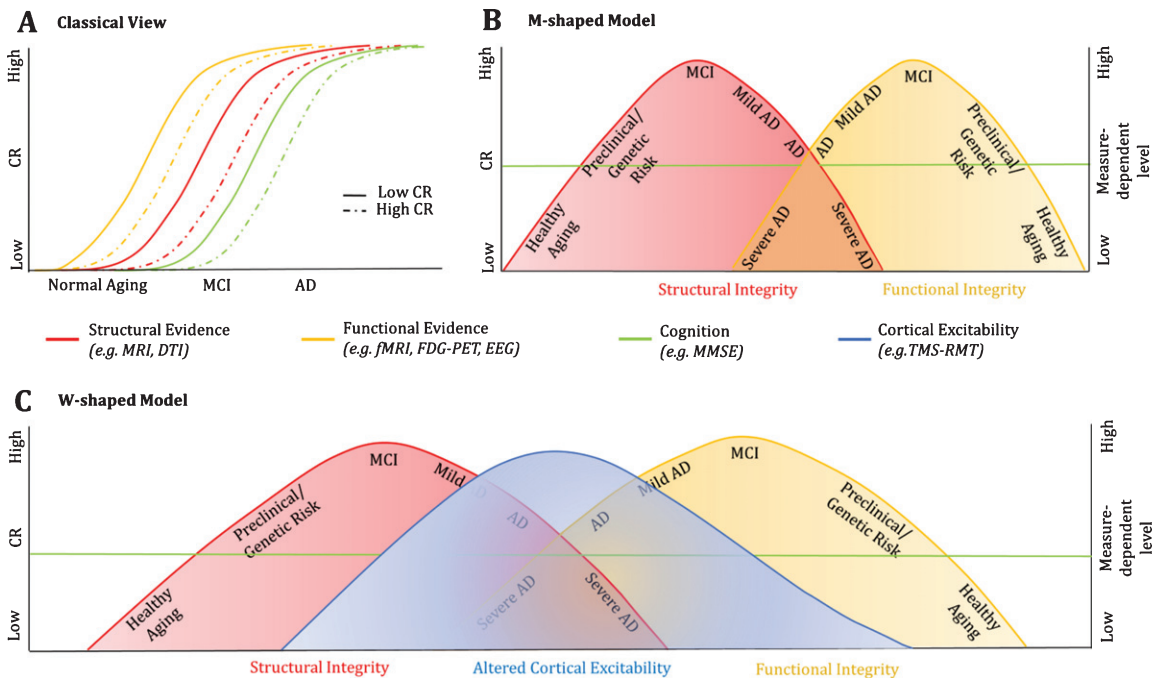 A
Classical View
High
CR
Low
Low CR
High CR
Normal Aging
MCI
AD
B
M-shaped Model
High
CR
Low
MCI
Mild AD
AD
Preclinical/
Genetic
Risk
Healthy
Aging
Severe AD
Severe AD
AD
Mild AD
MCI
Preclinical/
Genetic
Risk
Healthy
Aging
High
Measure-
dependent
level
Low
Structural Integrity
Functional Integrity
Structural Evidence
(e.g. MRI, DTI)
Functional Evidence
(e.g. fMRI, FDG-PET, EEG)
Cognition
(e.g. MMSE)
Cortical Excitability
(e.g.TMS-RMT)
C
W-shaped Model
High
CR
Low
MCI
Mild
AD
Preclinical/
Genetic Risk
Healthy
Aging
Severe AD
Severe AD
AD
Mild AD
MCI
Preclinical/
Genetic Risk
Healthy
Aging
High
Measure-
dependent
level
Low
Structural Integrity
Altered Cortical Excitability
Functional Integrity